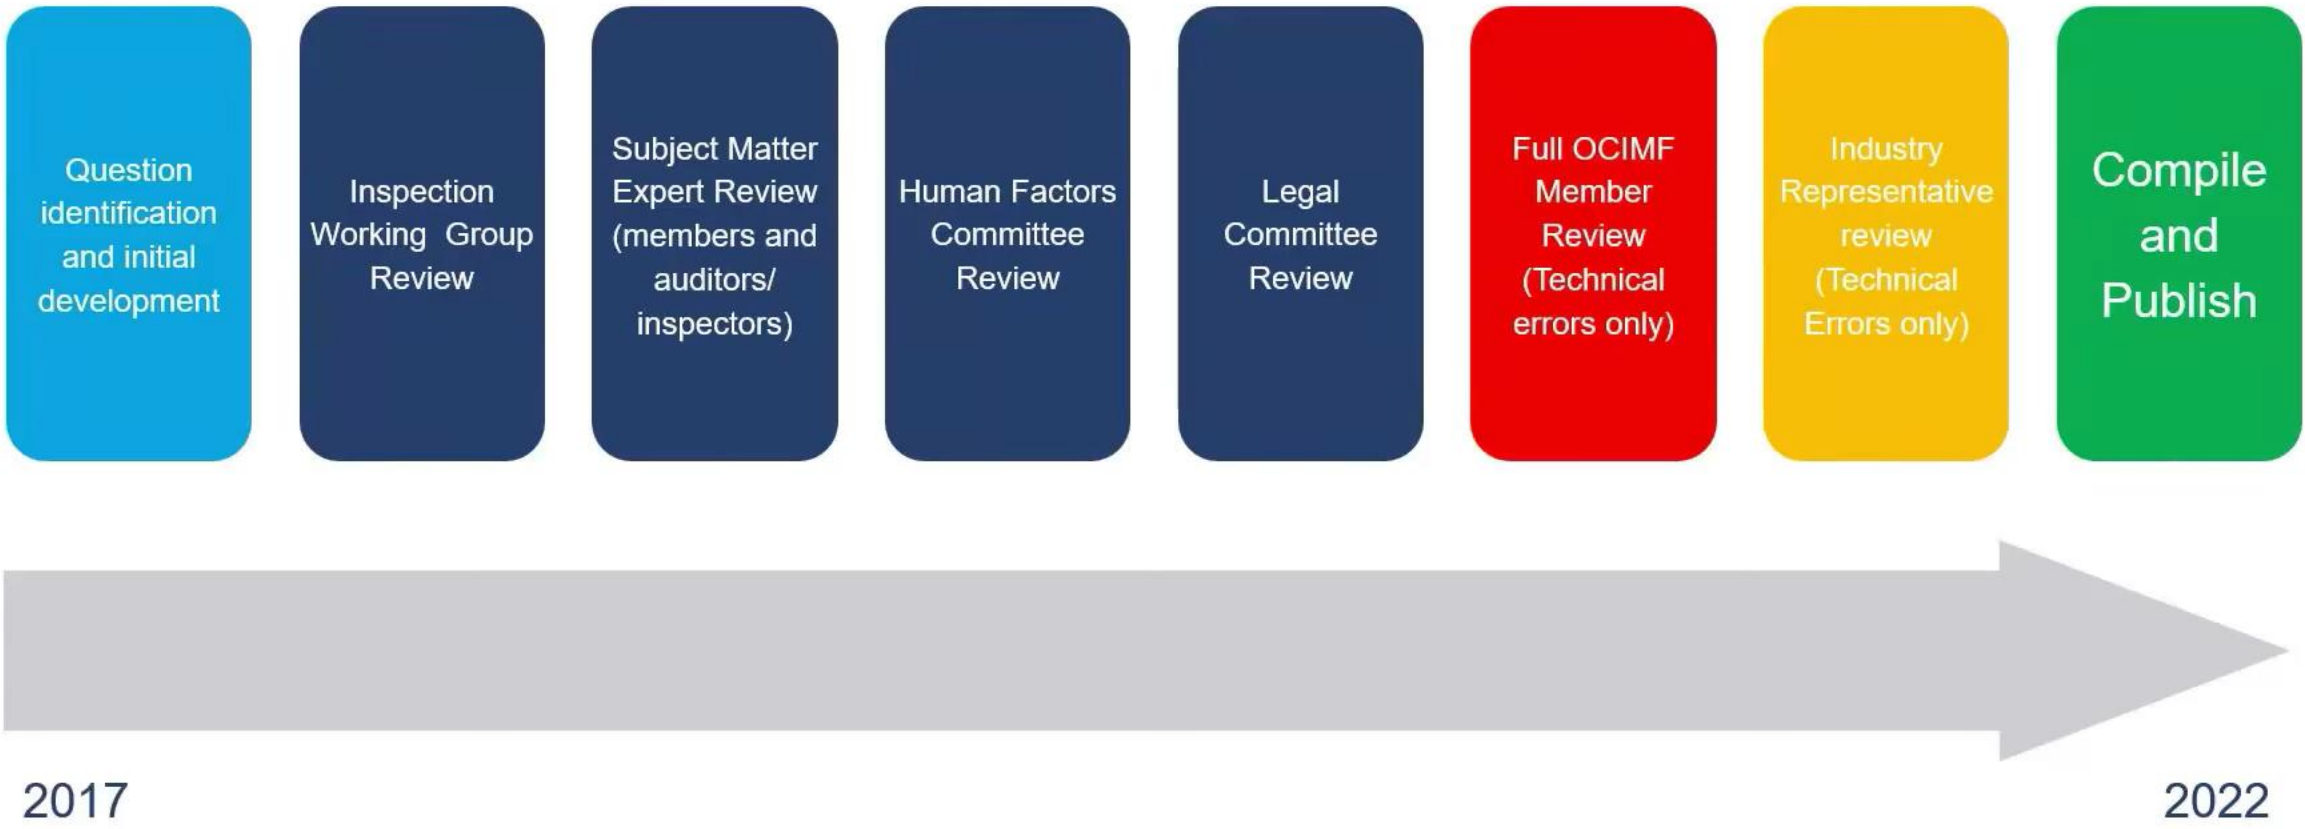 Question
identification
and initial
development
Inspection
Working Group
Review
Subject Matter
Expert Review
(members and
auditors/
inspectors)
Human Factors
Committee
Review
Legal
Committee
Review
Full OCIMF
Member
Review
(Technical
errors only)
Industry
Representative
review
(Technical
Errors only)
Compile
and
Publish
2017
2022